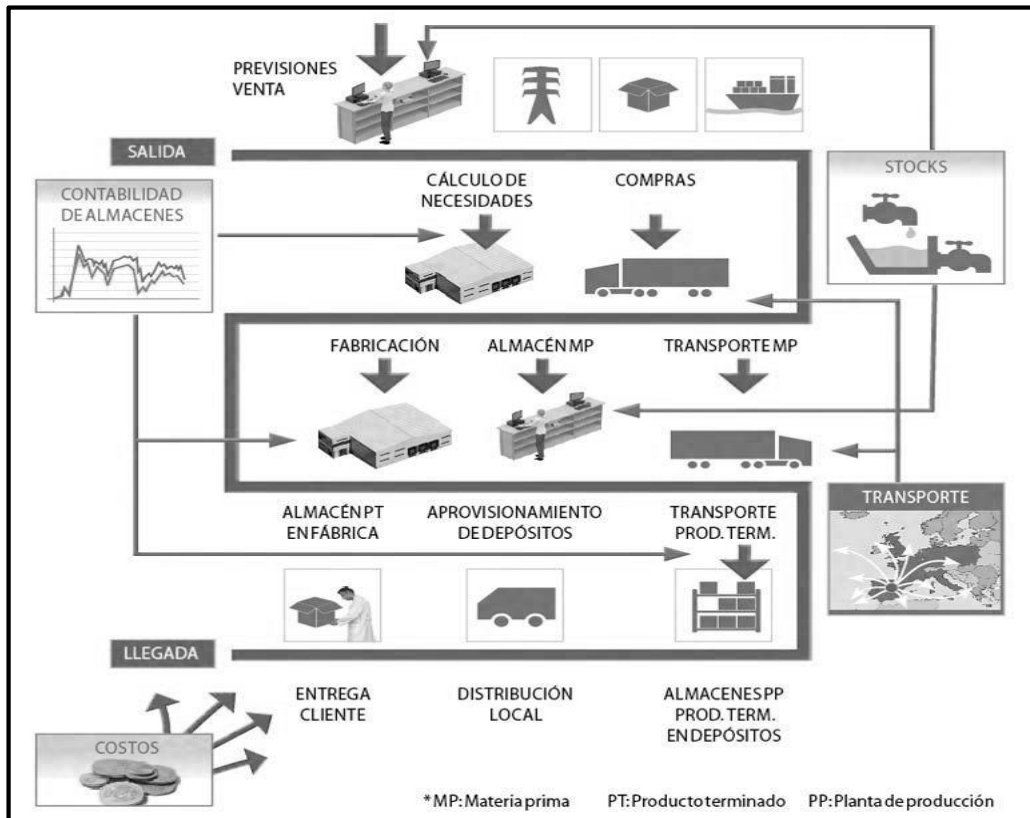 PREVISIONES
VENTA
SALIDA
CONTABILIDAD
DE ALMACENES
CÁLCULO DE
NECESIDADES
COMPRAS
STOCKS
FABRICACIÓN
ALMACÉN MP
TRANSPORTE MP
ALMACÉN PT
EN FÁBRICA
APROVISIONAMIENTO
DE DEPÓSITOS
TRANSPORTE
PROD. TERM.
TRANSPORTE
LLEGADA
ENTREGA
CLIENTE
DISTRIBUCIÓN
LOCAL
ALMACENES PP
PROD. TERM.
EN DEPÓSITOS
COSTOS
* MP: Materia prima PT: Producto terminado PP: Planta de producción